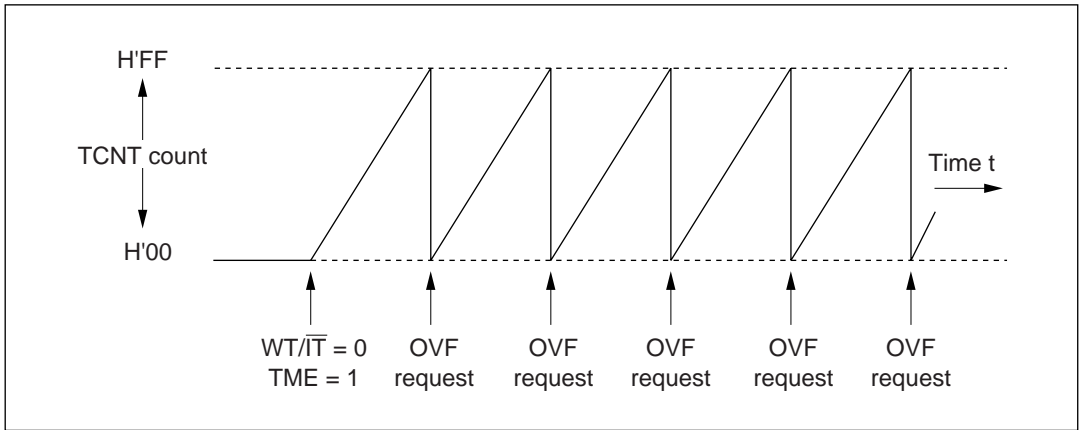 H'FF
TCNT count
H'00
Time t
WT/I̅T̅ = 0
TME = 1
OVF
request
OVF
request
OVF
request
OVF
request
OVF
request